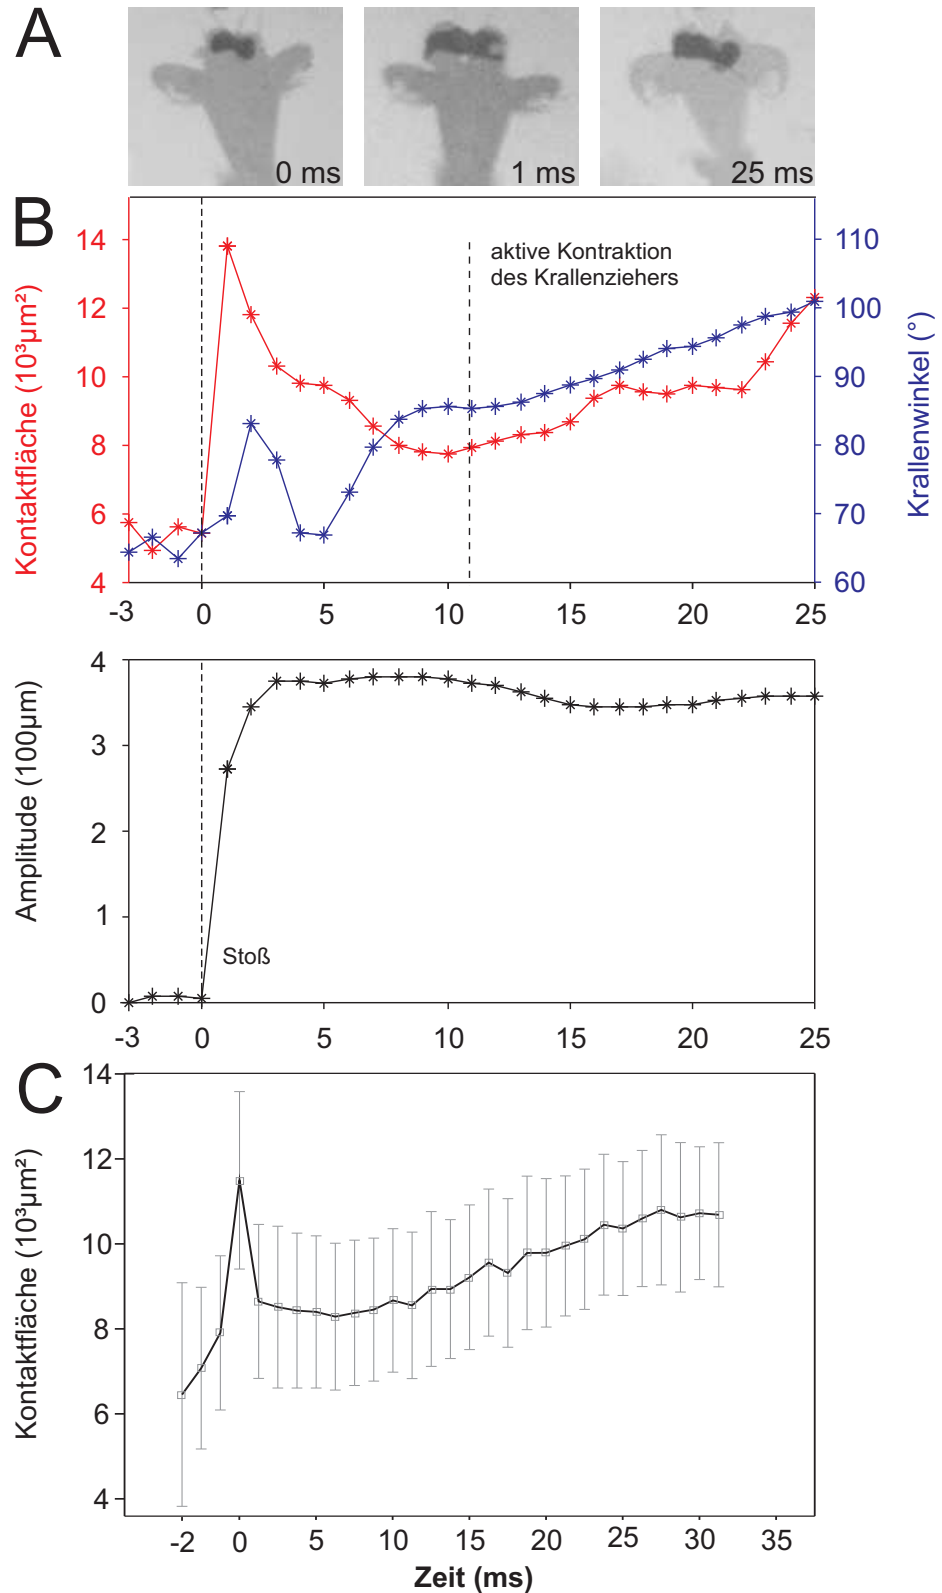 A
0 ms
1 ms
25 ms
B
Kontaktfläche (10³µm²)
14
12
10
8
6
4
aktive Kontraktion
des Krallenziehers
110
100
90
80
70
60
Krallenwinkel (°)
-3 0 5 10 15 20 25
Amplitude (100µm)
4
3
2
1
0
Stoß
-3 0 5 10 15 20 25
C
Kontaktfläche (10³µm²)
14
12
10
8
6
4
-2 0 5 10 15 20 25 30 35
Zeit (ms)